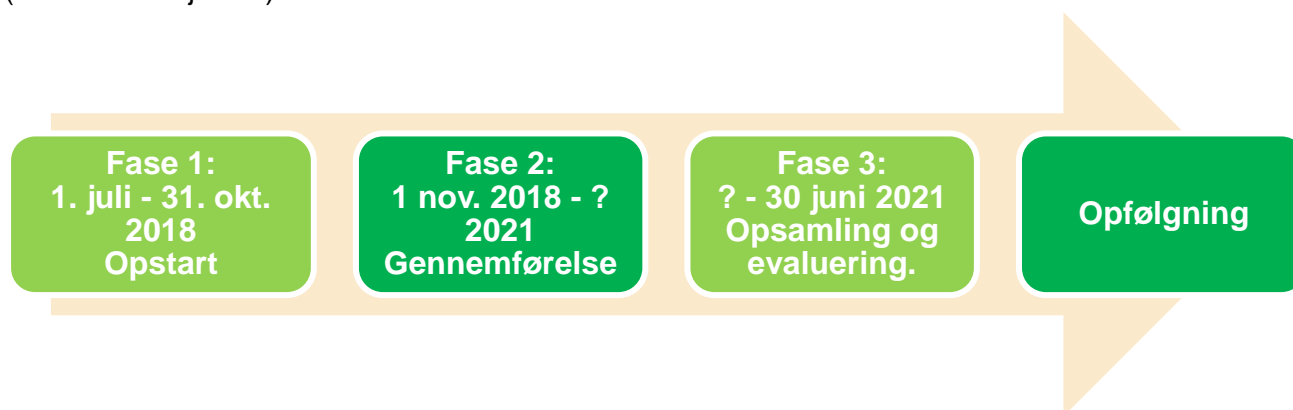 Fase 1:
1. juli - 31. okt.
2018
Opstart
Fase 2:
1 nov. 2018 - ?
2021
Gennemførelse
Fase 3:
? - 30 juni 2021
Opsamling og
evaluering.
Opfølgning